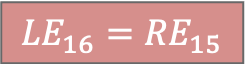 LE₁₆ = RE₁₅